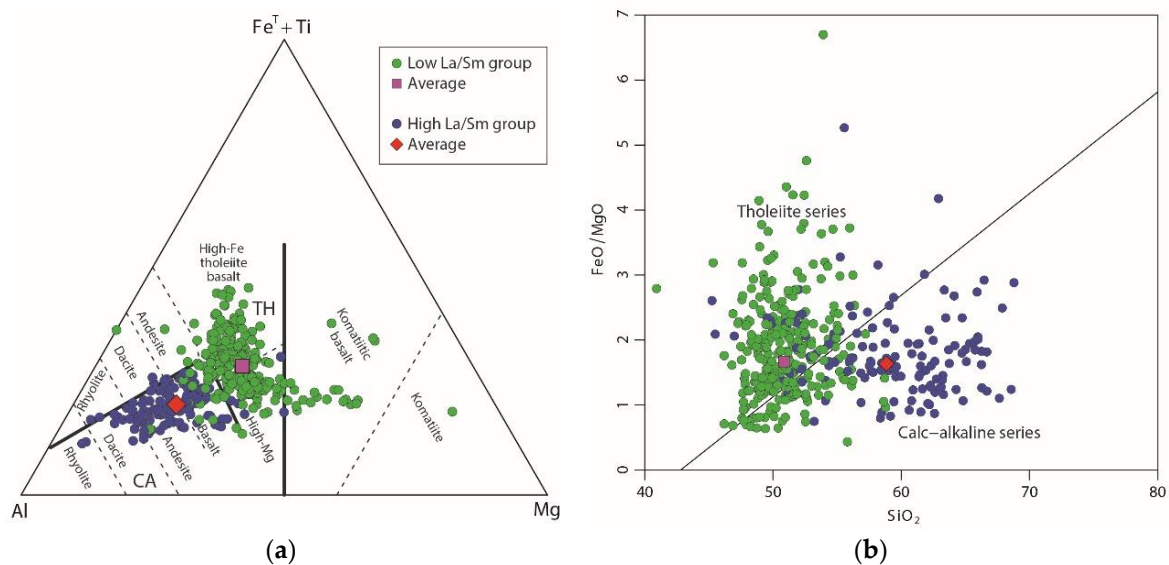 Fe^T + Ti
Low La/Sm group
Average
High La/Sm group
Average
High-Fe
tholeiite
basalt
TH
Andesite
Dacite
Rhyolite
Komatiitic
basalt
Komatiite
High-Mg
Basalt
Andesite
Dacite
Rhyolite
CA
Al
Mg
(a)
7
6
5
4
3
2
1
0
FeO/MgO
Tholeiite series
Calc–alkaline series
40
50
60
70
80
SiO₂
(b)